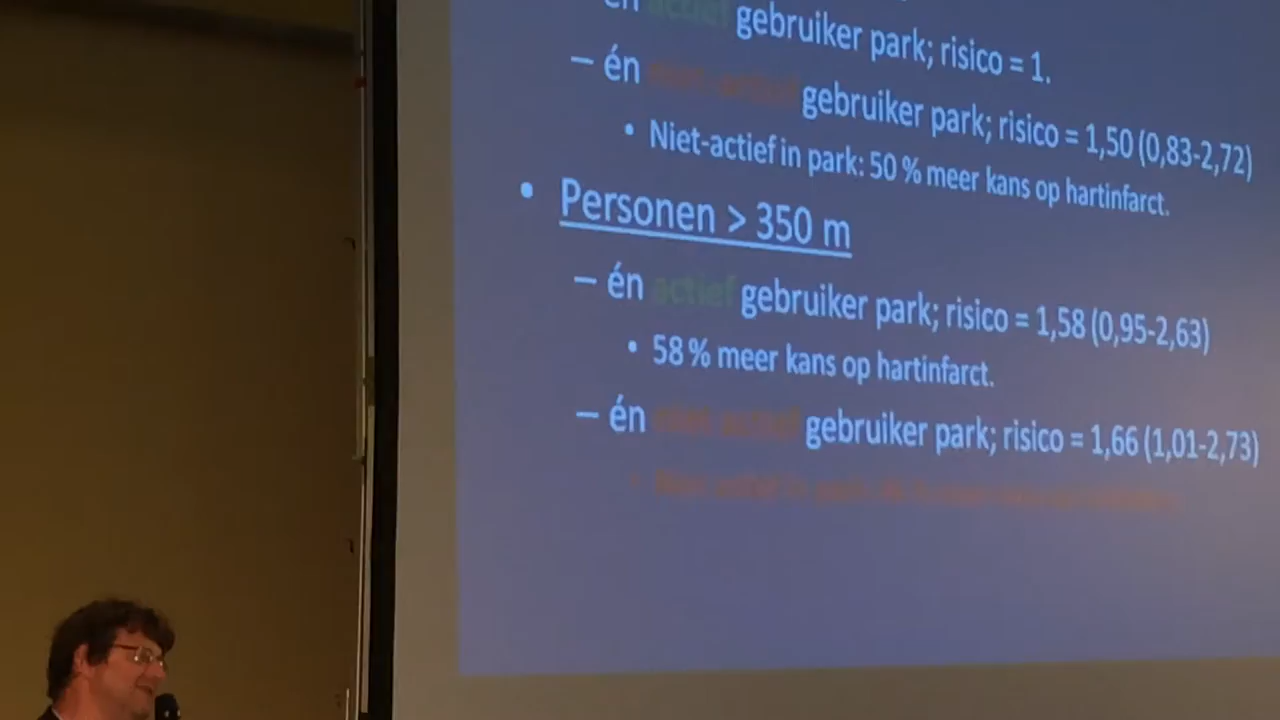 én actief gebruiker park; risico = 1.
– én niet-actief gebruiker park; risico = 1,50 (0,83-2,72)
• Niet-actief in park: 50 % meer kans op hartinfarct.
• Personen > 350 m
– én actief gebruiker park; risico = 1,58 (0,95-2,63)
• 58 % meer kans op hartinfarct.
– én niet-actief gebruiker park; risico = 1,66 (1,01-2,73)